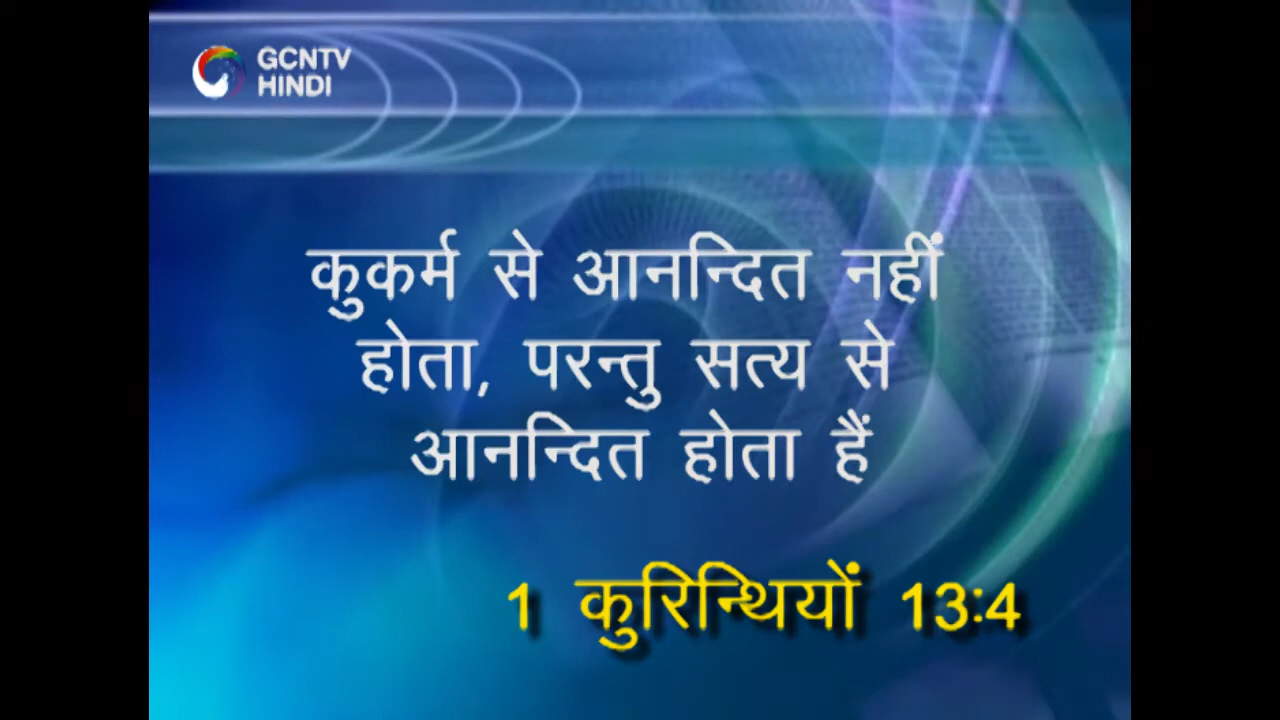 GCNTV
HINDI
कुकर्म से आनन्दित नहीं
होता, परन्तु सत्य से
आनन्दित होता हैं
1 कुरिन्थियों 13:4